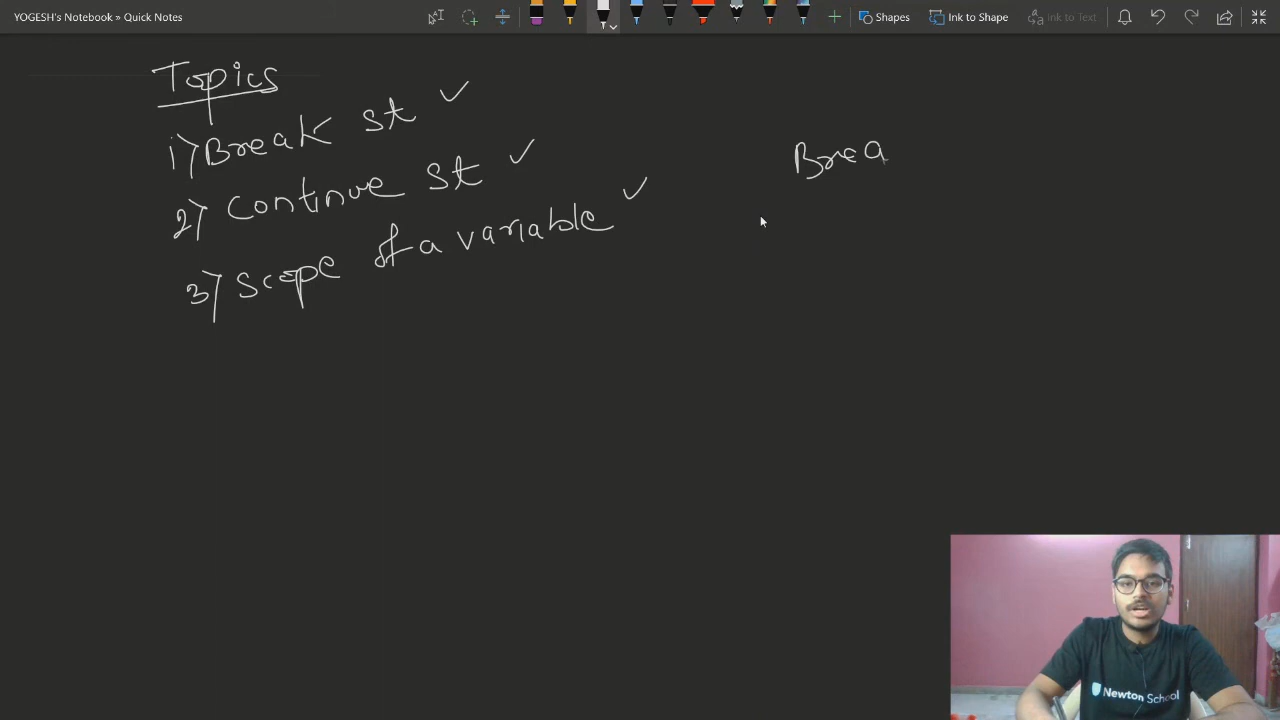 YOGESH's Notebook » Quick Notes
Shapes
Ink to Shape
Ink to Text
Topics
1) Break st ✓
2) Continue st ✓
3) Scope of a variable ✓
Brea
Newton School